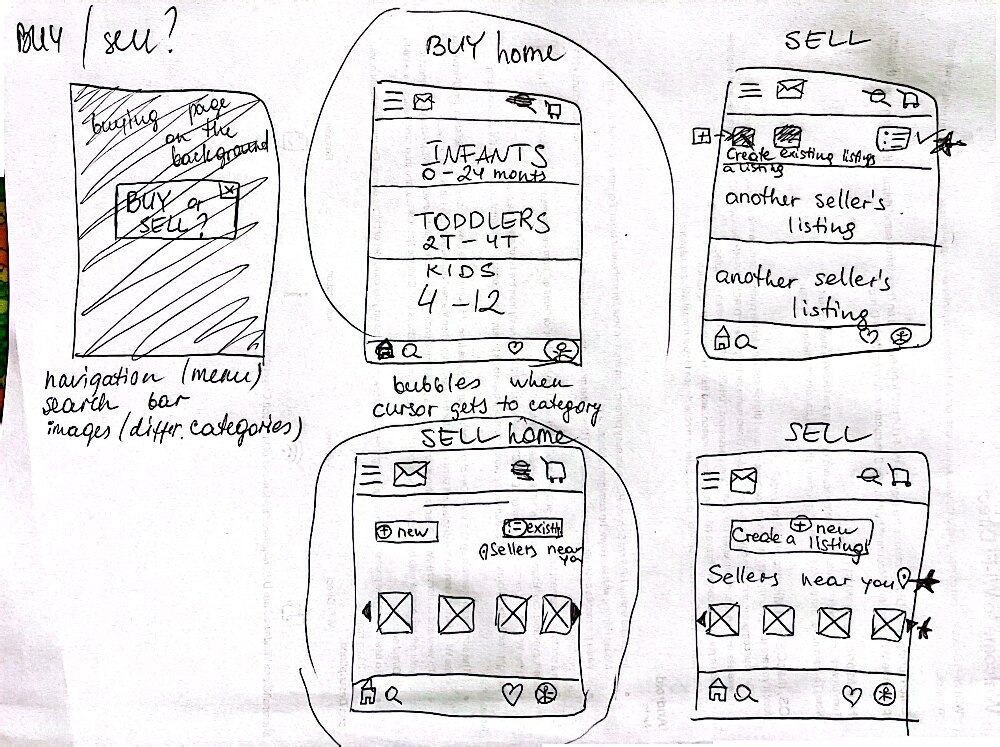 BUY / sell?
buying page
on the
background
BUY or
SELL?
navigation (menu)
search bar
images (differ. categories)
BUY home
INFANTS
0-24 months
TODDLERS
2T-4T
KIDS
4-12
bubbles when
cursor gets to category
SELL
Create existing listings
a listing
another seller's
listing
another seller's
listing
SELL home
new
Sellers near
you
SELL
new
Create a listing
Sellers near you